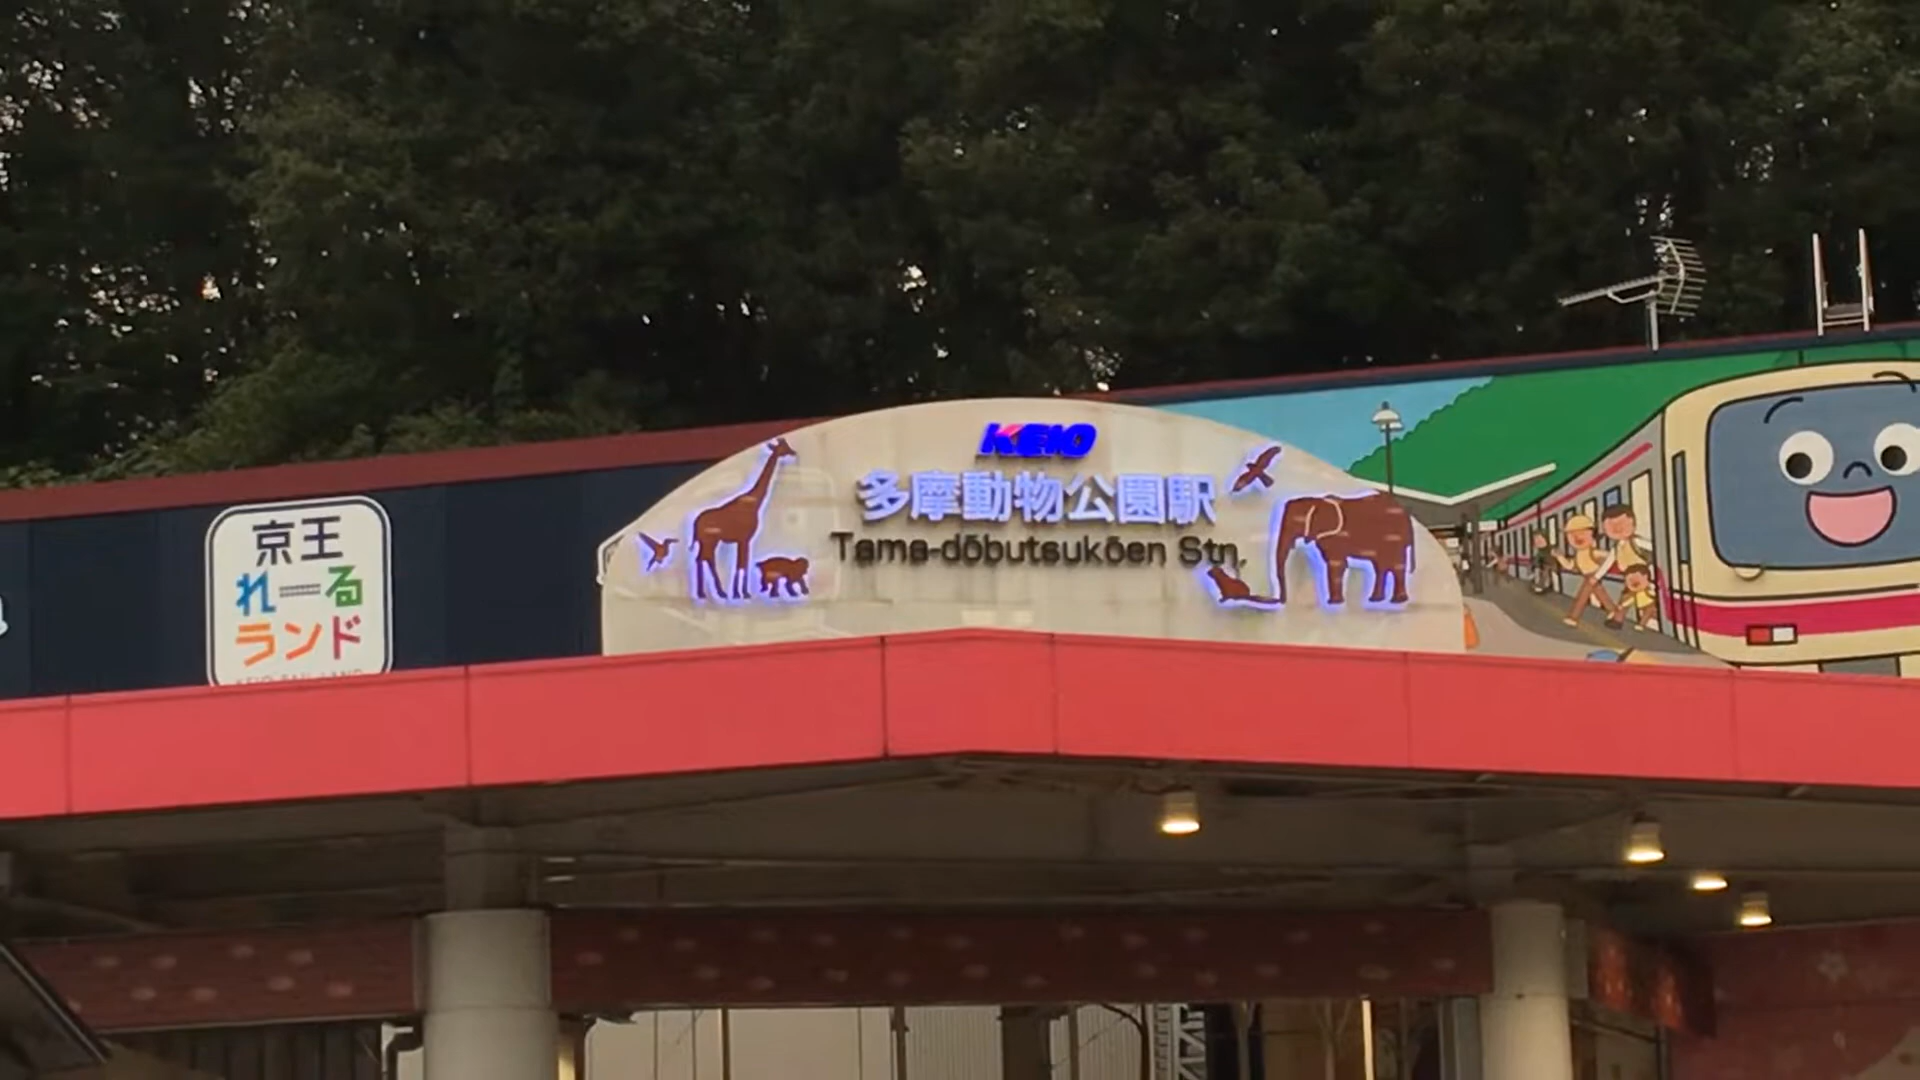 京王
れーる
ランド
KEIO
多摩動物公園駅
Tama-dōbutsukōen Stn.